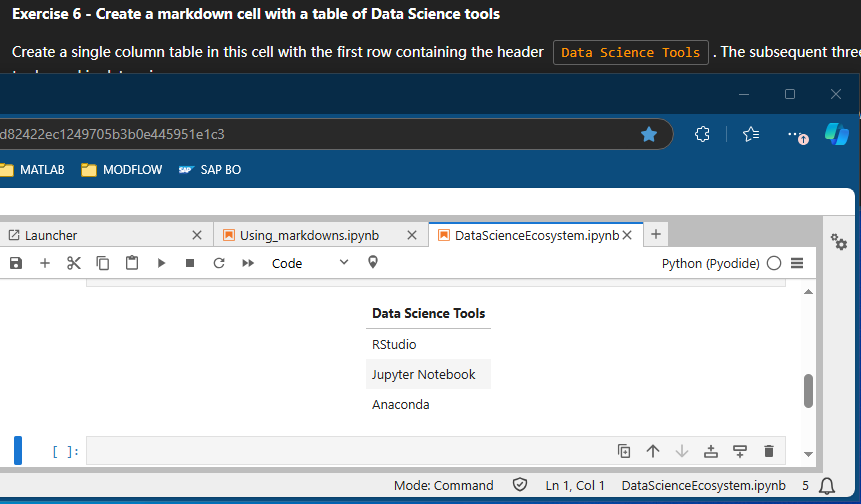 Exercise 6 - Create a markdown cell with a table of Data Science tools
Create a single column table in this cell with the first row containing the header Data Science Tools . The subsequent three
d82422ec1249705b3b0e445951e1c3
MATLAB MODFLOW SAP SAP BO
Launcher Using_markdowns.ipynb DataScienceEcosystem.ipynb
Code Python (Pyodide)
Data Science Tools
RStudio
Jupyter Notebook
Anaconda
[ ]:
Mode: Command Ln 1, Col 1 DataScienceEcosystem.ipynb 5